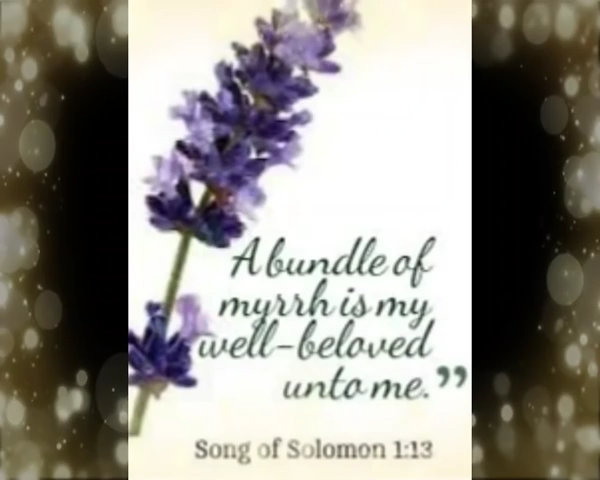 A bundle of
myrrh is my
well-beloved
unto me.”
Song of Solomon 1:13